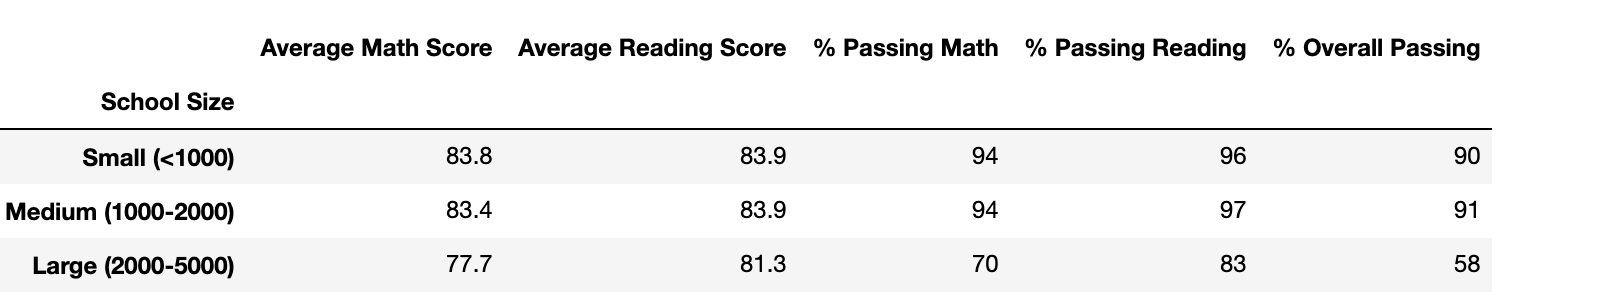 Average Math Score Average Reading Score % Passing Math % Passing Reading % Overall Passing
School Size
Small (<1000) 83.8 83.9 94 96 90
Medium (1000-2000) 83.4 83.9 94 97 91
Large (2000-5000) 77.7 81.3 70 83 58